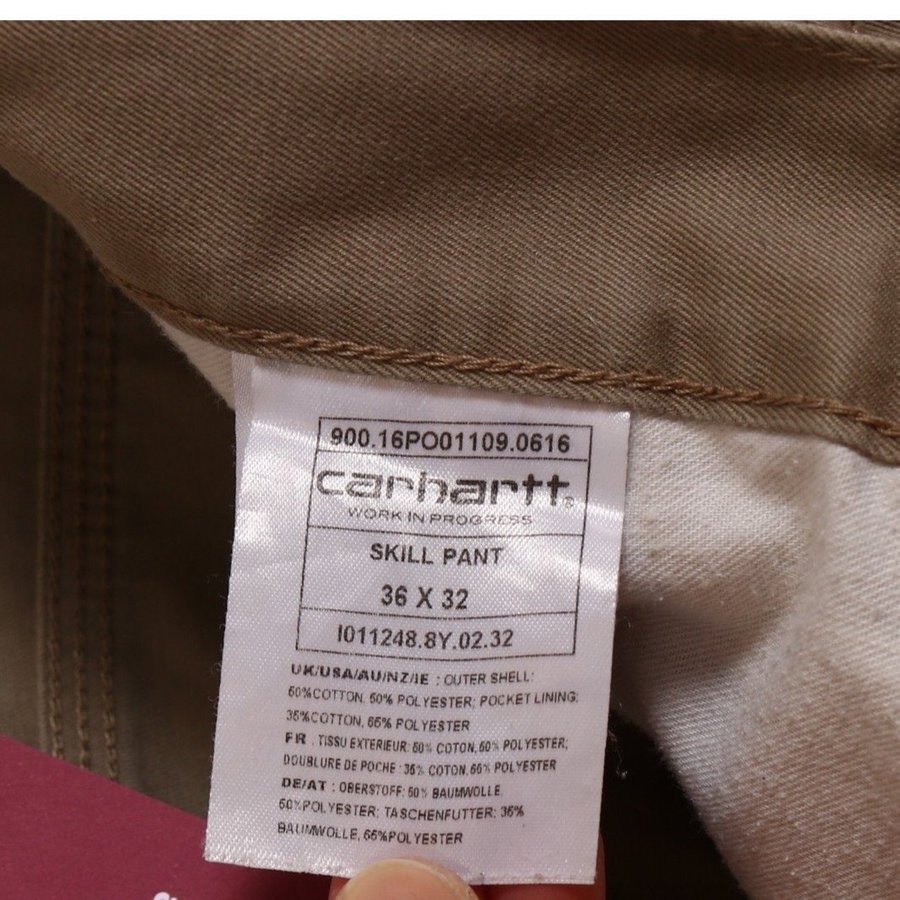 900.16PO01109.0616
carhartt®
WORK IN PROGRESS
SKILL PANT
36 X 32
I011248.8Y.02.32
UK/USA/AU/NZ/IE : OUTER SHELL:
50%COTTON, 50% POLYESTER; POCKET LINING:
35%COTTON, 65% POLYESTER
FR . TISSU EXTERIEUR: 50% COTON, 50% POLYESTER;
DOUBLURE DE POCHE : 35% COTON, 65% POLYESTER
DE/AT : OBERSTOFF: 50% BAUMWOLLE.
50%POLYESTER; TASCHENFUTTER: 35%
BAUMWOLLE, 65%POLYESTER